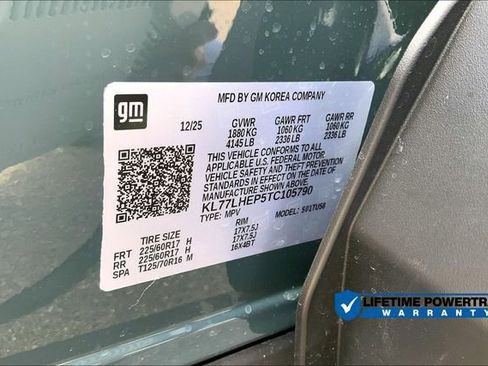 gm
MFD BY GM KOREA COMPANY
12/25 GVWR GAWR FRT GAWR RR
1880 KG 1060 KG 1060 KG
4145 LB 2336 LB 2336 LB
THIS VEHICLE CONFORMS TO ALL
APPLICABLE U.S. FEDERAL MOTOR
VEHICLE SAFETY AND THEFT PREVENTION
STANDARDS IN EFFECT ON THE DATE OF
MANUFACTURE SHOWN ABOVE.
KL77LHEP5TC105790
TYPE: MPV MODEL:
TIRE SIZE RIM
FRT 225/60R17 H 17X7.5J
RR 225/60R17 H 17X7.5J
SPA T125/70R16 M 16X4BT
LIFETIME POWERTR
WARRANTY